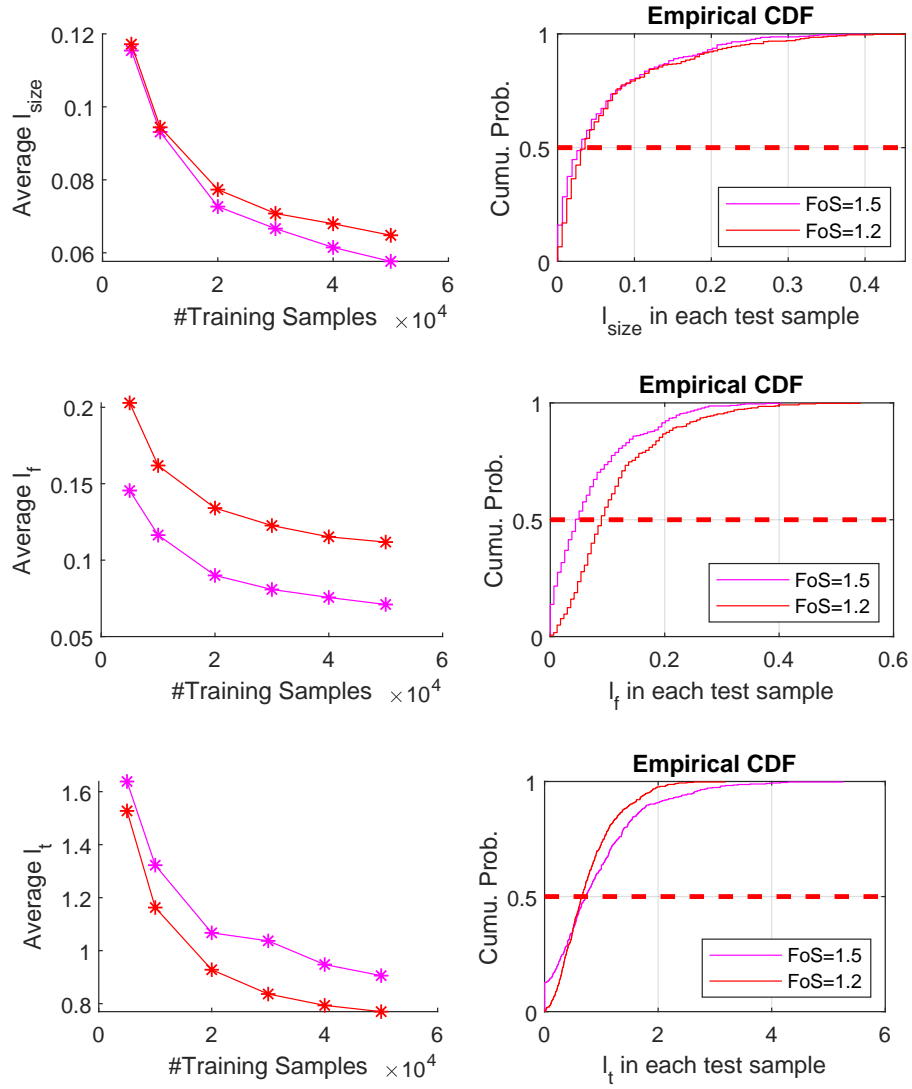 0.12
0.1
0.08
0.06
Average I_size
0 2 4 6
#Training Samples ×10^4
Empirical CDF
1
0.5
0
Cumu. Prob.
FoS=1.5
FoS=1.2
0 0.1 0.2 0.3 0.4
I_size in each test sample
0.2
0.15
0.1
0.05
Average I_f
0 2 4 6
#Training Samples ×10^4
Empirical CDF
1
0.5
0
Cumu. Prob.
FoS=1.5
FoS=1.2
0 0.2 0.4 0.6
I_f in each test sample
1.6
1.4
1.2
1
0.8
Average I_t
0 2 4 6
#Training Samples ×10^4
Empirical CDF
1
0.5
0
Cumu. Prob.
FoS=1.5
FoS=1.2
0 2 4 6
I_t in each test sample